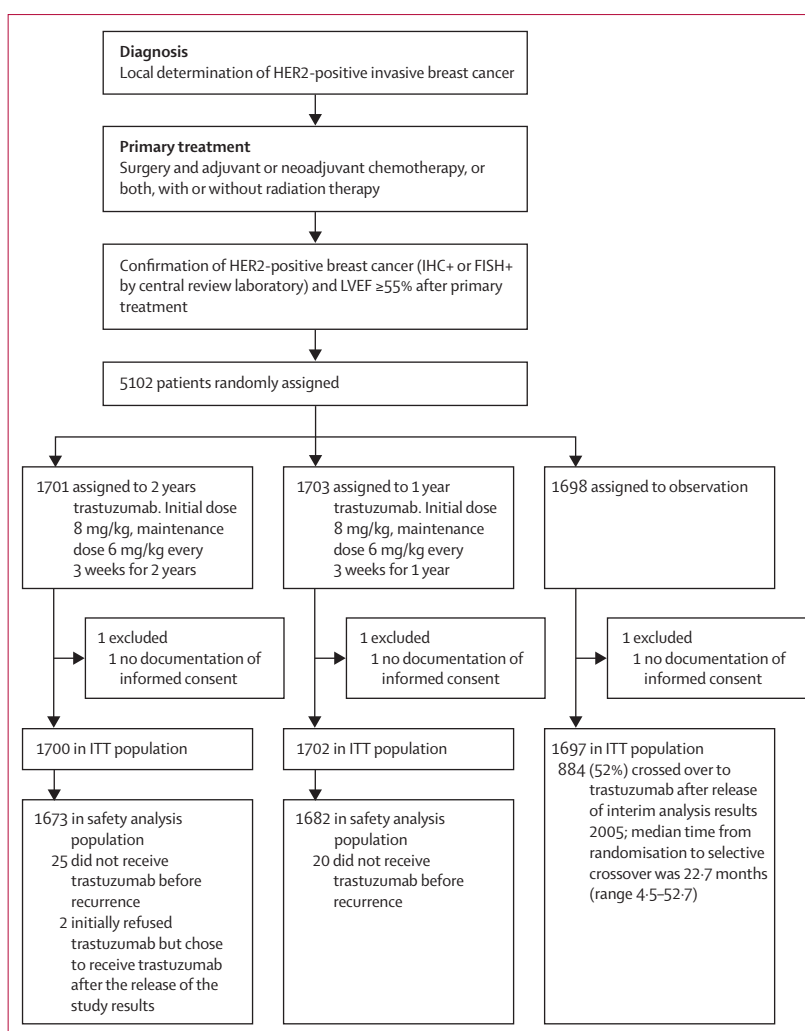 Diagnosis
Local determination of HER2-positive invasive breast cancer
Primary treatment
Surgery and adjuvant or neoadjuvant chemotherapy, or
both, with or without radiation therapy
Confirmation of HER2-positive breast cancer (IHC+ or FISH+
by central review laboratory) and LVEF ≥55% after primary
treatment
5102 patients randomly assigned
1701 assigned to 2 years
trastuzumab. Initial dose
8 mg/kg, maintenance
dose 6 mg/kg every
3 weeks for 2 years
1703 assigned to 1 year
trastuzumab. Initial dose
8 mg/kg, maintenance
dose 6 mg/kg every
3 weeks for 1 year
1698 assigned to observation
1 excluded
1 no documentation of
informed consent
1 excluded
1 no documentation of
informed consent
1 excluded
1 no documentation of
informed consent
1700 in ITT population
1702 in ITT population
1697 in ITT population
884 (52%) crossed over to
trastuzumab after release
of interim analysis results
2005; median time from
randomisation to selective
crossover was 22·7 months
(range 4·5–52·7)
1673 in safety analysis
population
25 did not receive
trastuzumab before
recurrence
2 initially refused
trastuzumab but chose
to receive trastuzumab
after the release of the
study results
1682 in safety analysis
population
20 did not receive
trastuzumab before
recurrence